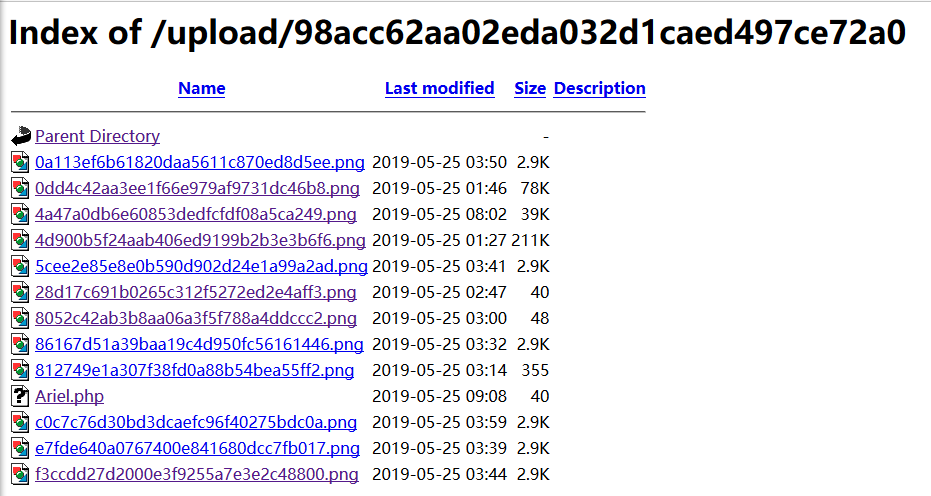 Index of /upload/98acc62aa02eda032d1caed497ce72a0
Name Last modified Size Description
Parent Directory -
0a113ef6b61820daa5611c870ed8d5ee.png 2019-05-25 03:50 2.9K
0dd4c42aa3ee1f66e979af9731dc46b8.png 2019-05-25 01:46 78K
4a47a0db6e60853dedfcfdf08a5ca249.png 2019-05-25 08:02 39K
4d900b5f24aab406ed9199b2b3e3b6f6.png 2019-05-25 01:27 211K
5cee2e85e8e0b590d902d24e1a99a2ad.png 2019-05-25 03:41 2.9K
28d17c691b0265c312f5272ed2e4aff3.png 2019-05-25 02:47 40
8052c42ab3b8aa06a3f5f788a4ddccc2.png 2019-05-25 03:00 48
86167d51a39baa19c4d950fc56161446.png 2019-05-25 03:32 2.9K
812749e1a307f38fd0a88b54bea55ff2.png 2019-05-25 03:14 355
Ariel.php 2019-05-25 09:08 40
c0c7c76d30bd3dcaefc96f40275bdc0a.png 2019-05-25 03:59 2.9K
e7fde640a0767400e841680dcc7fb017.png 2019-05-25 03:39 2.9K
f3ccdd27d2000e3f9255a7e3e2c48800.png 2019-05-25 03:44 2.9K